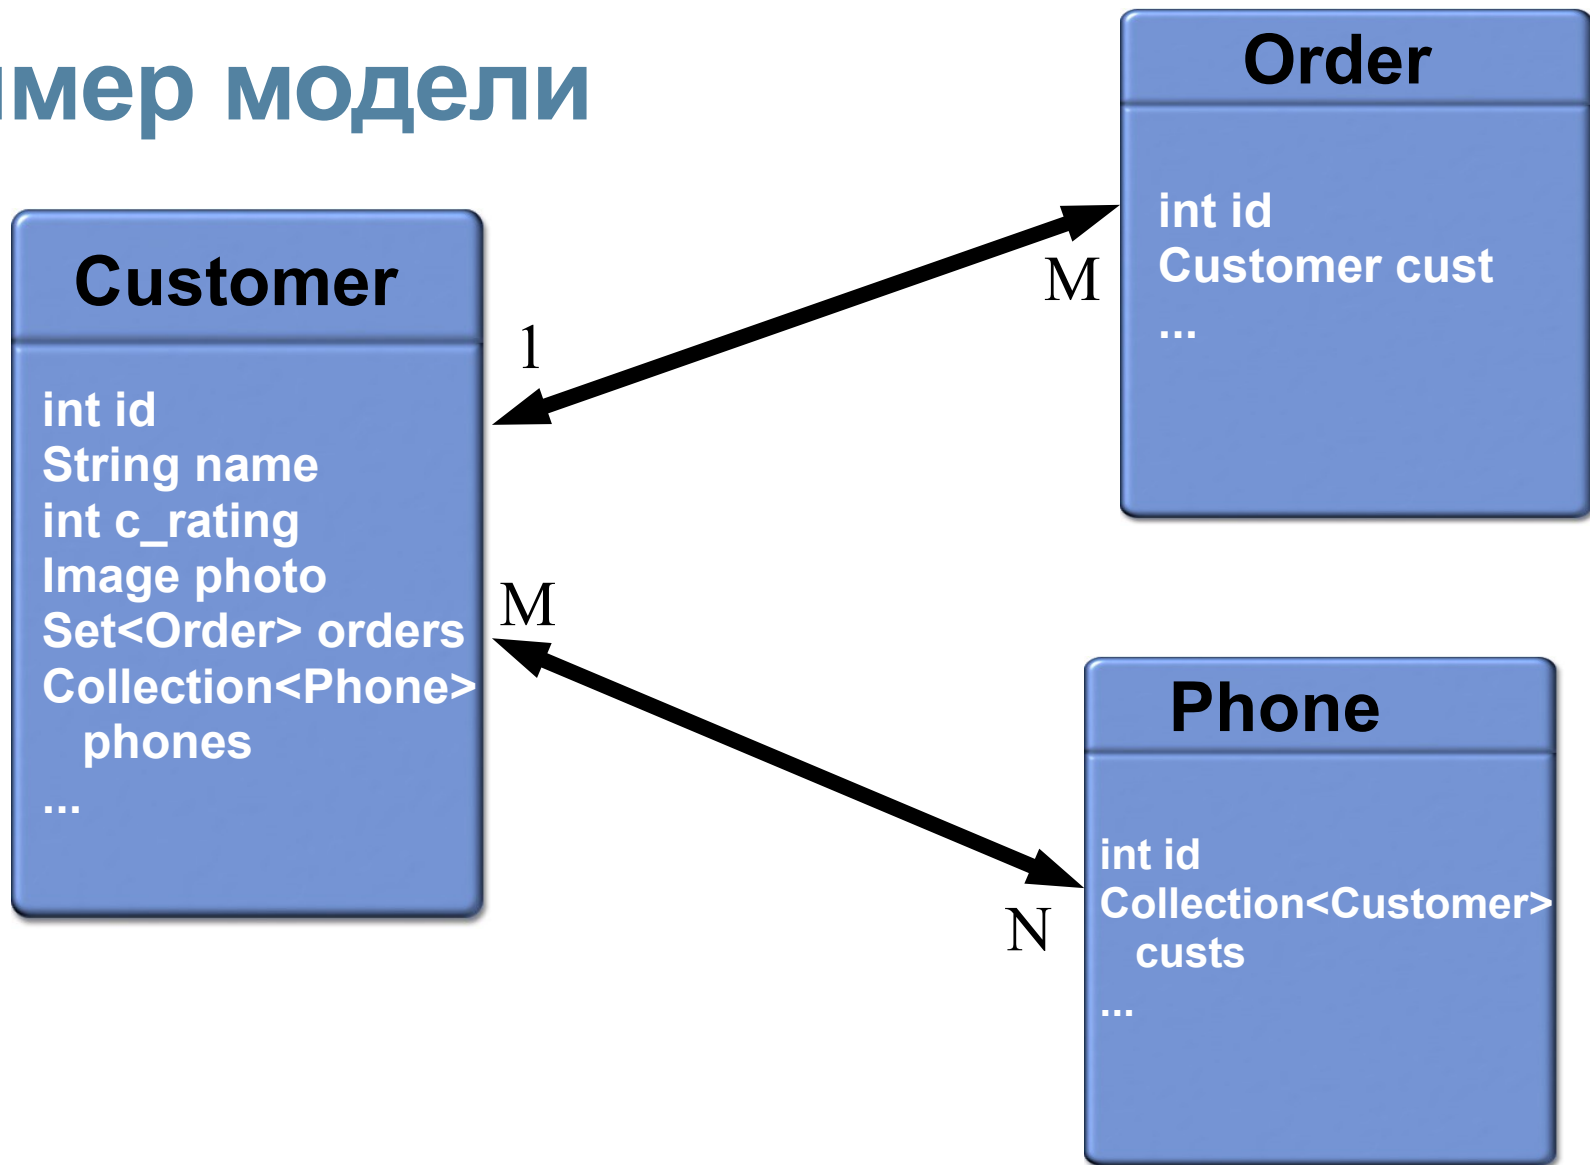 мер модели
Customer
int id
String name
int c_rating
Image photo
Set<Order> orders
Collection<Phone>
phones
...
1
M
Order
int id
Customer cust
...
M
N
Phone
int id
Collection<Customer>
custs
...